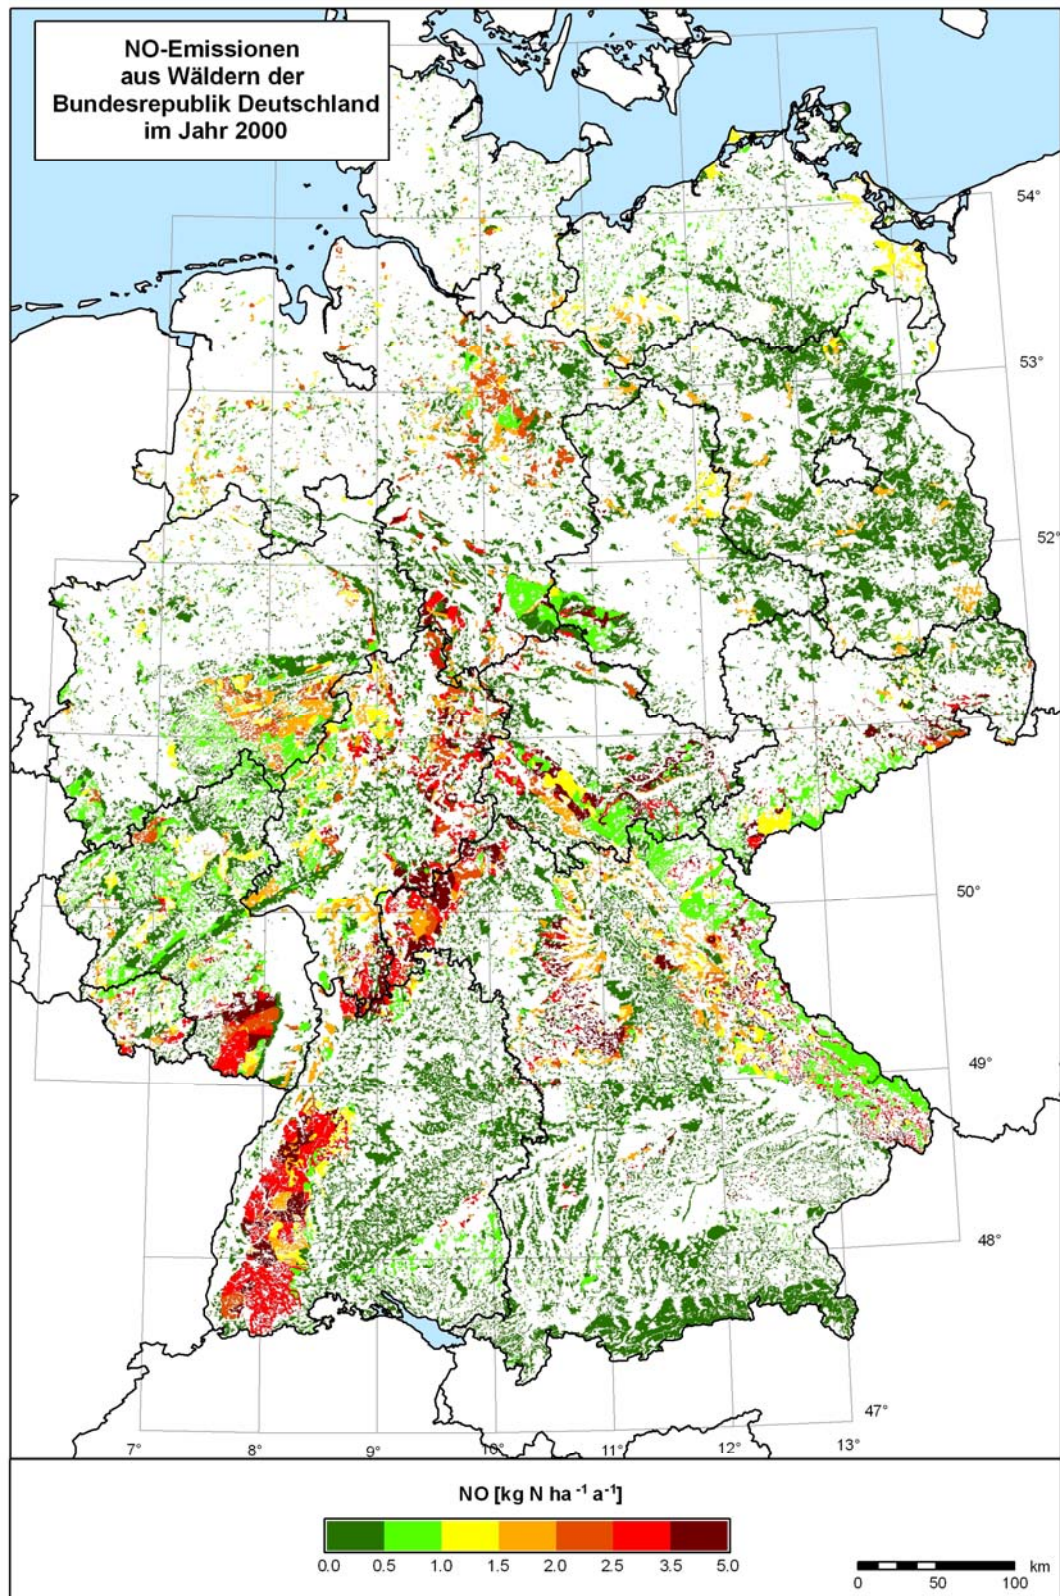 NO-Emissionen
aus Wäldern der
Bundesrepublik Deutschland
im Jahr 2000
54°
53°
52°
50°
49°
48°
47°
7° 8° 9° 10° 11° 12° 13°
NO [kg N ha⁻¹ a⁻¹]
0.0 0.5 1.0 1.5 2.0 2.5 3.5 5.0
km
0 50 100